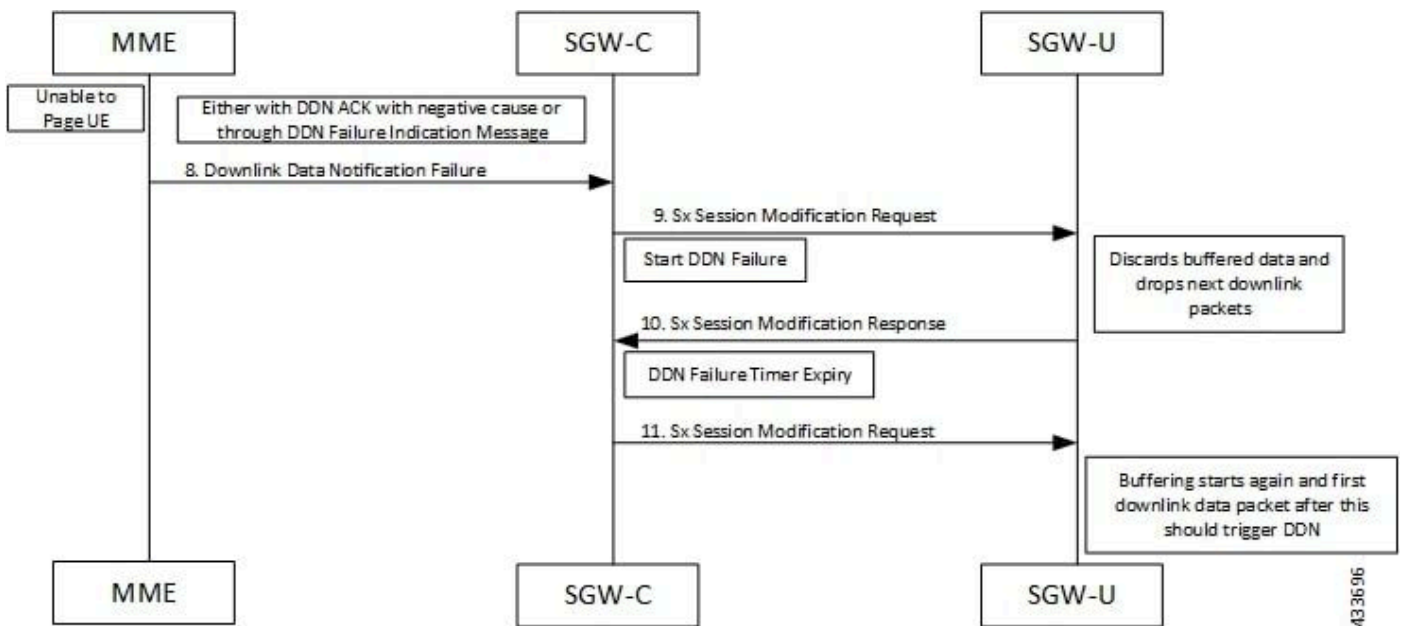 MME
SGW-C
SGW-U
Unable to
Page UE
Either with DDN ACK with negative cause or
through DDN Failure Indication Message
8. Downlink Data Notification Failure
9. Sx Session Modification Request
Start DDN Failure
Discards buffered data and
drops next downlink
packets
10. Sx Session Modification Response
DDN Failure Timer Expiry
11. Sx Session Modification Request
Buffering starts again and first
downlink data packet after this
should trigger DDN
MME
SGW-C
SGW-U
433696